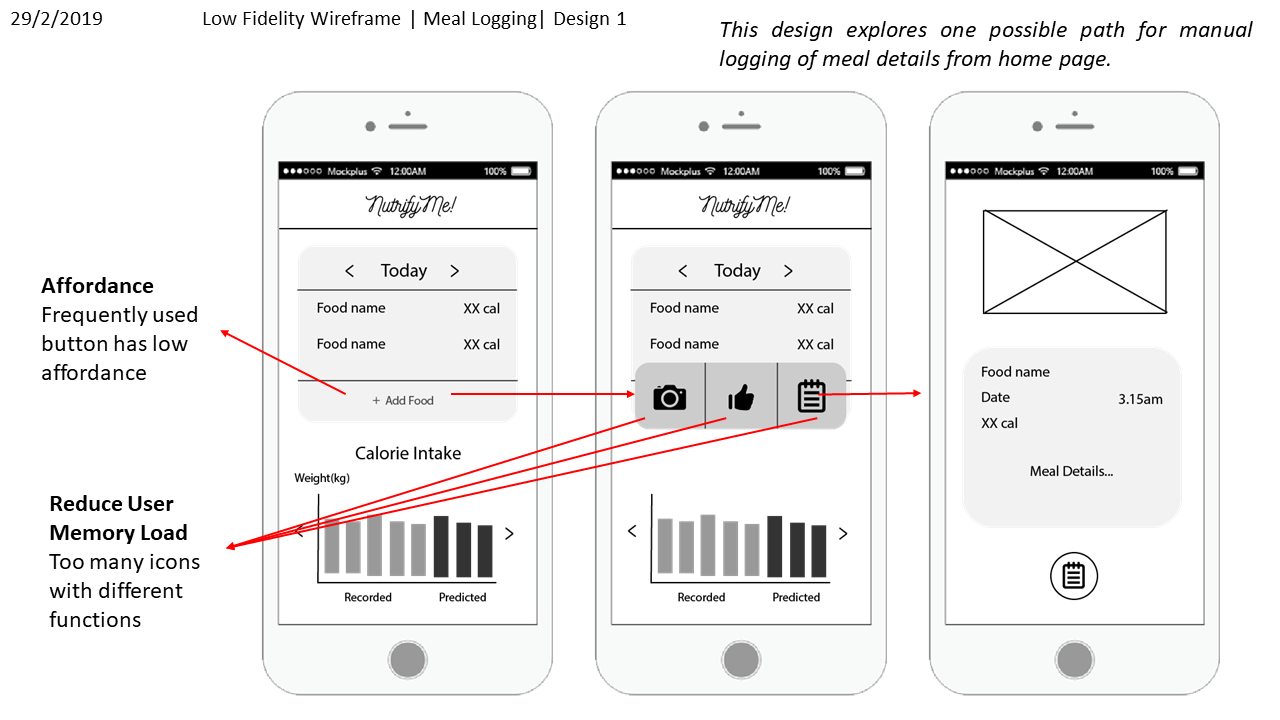 29/2/2019
Low Fidelity Wireframe | Meal Logging| Design 1
This design explores one possible path for manual
logging of meal details from home page.
Affordance
Frequently used
button has low
affordance
Reduce User
Memory Load
Too many icons
with different
functions
Mockplus 12:00AM 100%
Nutrify Me!
< Today >
Food name XX cal
Food name XX cal
+ Add Food
Calorie Intake
Weight(kg)
< >
Recorded Predicted
Mockplus 12:00AM 100%
Nutrify Me!
< Today >
Food name XX cal
Food name XX cal
< >
Recorded Predicted
Mockplus 12:00AM 100%
Food name
Date 3.15am
XX cal
Meal Details...